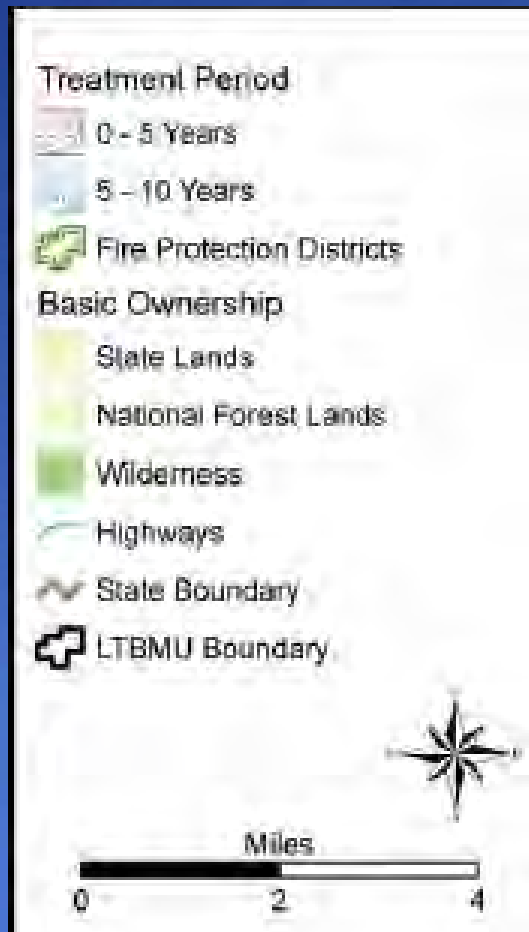 Treatment Period
0 - 5 Years
5 - 10 Years
Fire Protection Districts
Basic Ownership
State Lands
National Forest Lands
Wilderness
Highways
State Boundary
LTBMU Boundary
Miles
0 2 4